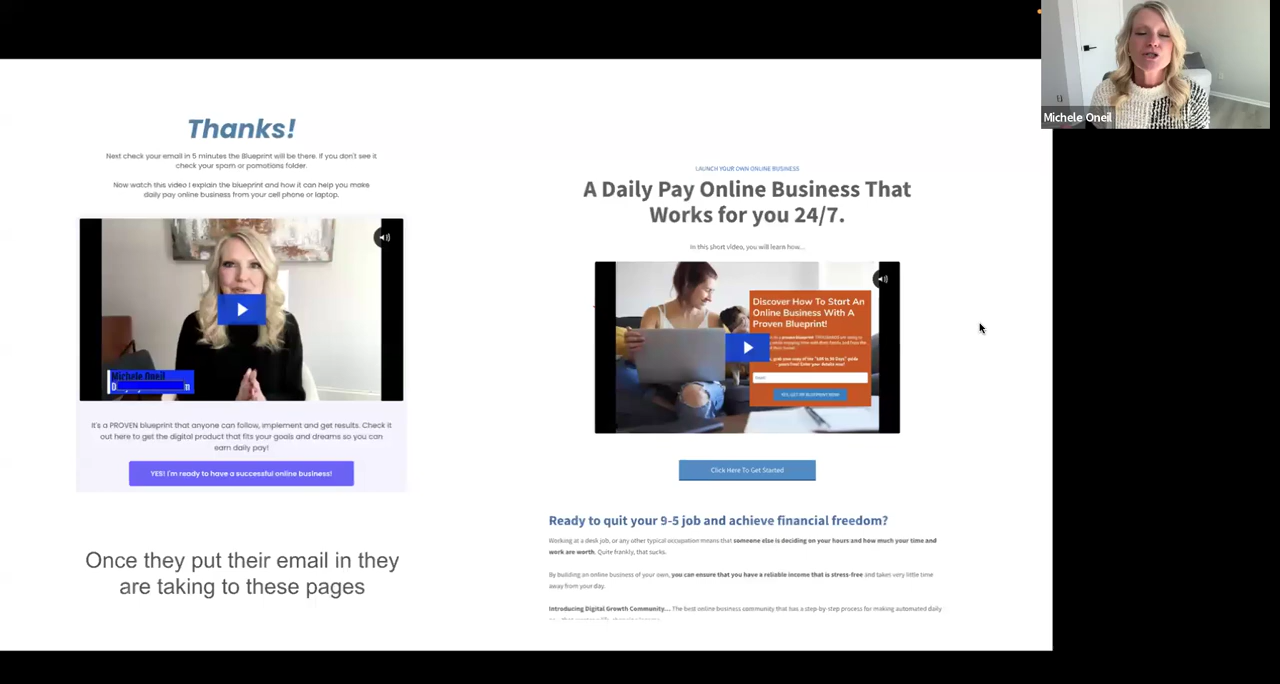 Michele Oneil
Thanks!
Nest check your email in 5 minutes the Blueprint will be there. If you don't see it
check your spam or pomotions folder.
Now watch this video I explain the blueprint and how it can help you make
daily pay online business from your cell phone or laptop.
Michele Oneil
It's a PROVEN blueprint that anyone can follow, implement and get results. Check it
out here to get the digital product that fits your goals and dreams so you can
earn daily pay!
YES! I'm ready to have a successful online business!
Once they put their email in they
are taking to these pages
LAUNCH YOUR OWN ONLINE BUSINESS
A Daily Pay Online Business That
Works for you 24/7.
In this short video, you will learn how...
Discover How To Start An
Online Business With A
Proven Blueprint!
YES, LET ME BLUEPRINT NOW!
Click Here To Get Started
Ready to quit your 9-5 job and achieve financial freedom?
Working at a desk job, or any other typical occupation means that someone else is deciding on your hours and how much your time and
work are worth. Quite frankly, that sucks.
By building an online business of your own, you can ensure that you have a reliable income that is stress-free and takes very little time
away from your day.
Introducing Digital Growth Community... The best online business community that has a step-by-step process for making automated daily